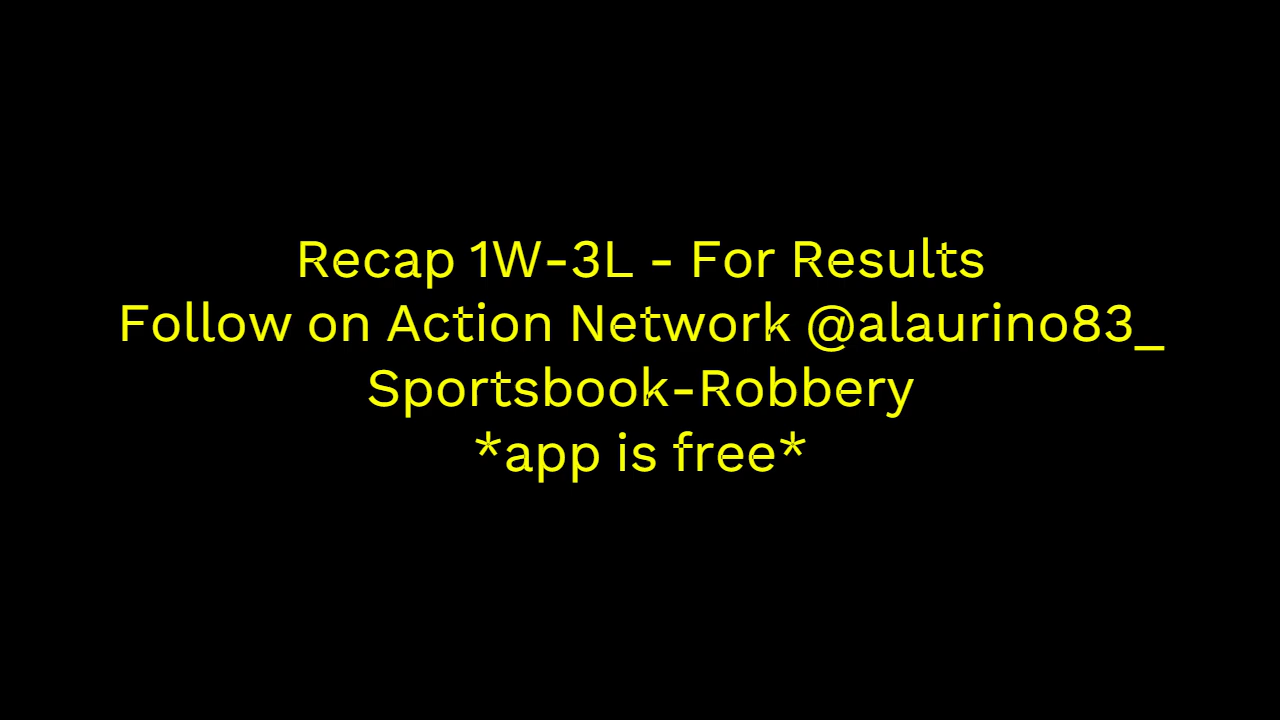 Recap 1W-3L - For Results
Follow on Action Network @alaurino83_
Sportsbook-Robbery
*app is free*